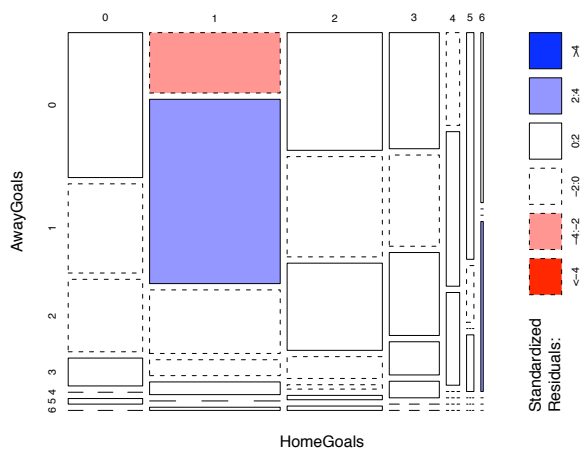 0 1 2 3 4 5 6
0
1
2
3
4
5
6
AwayGoals
HomeGoals
Standardized
Residuals:
<-4
-4:-2
-2:0
0:2
2:4
>4